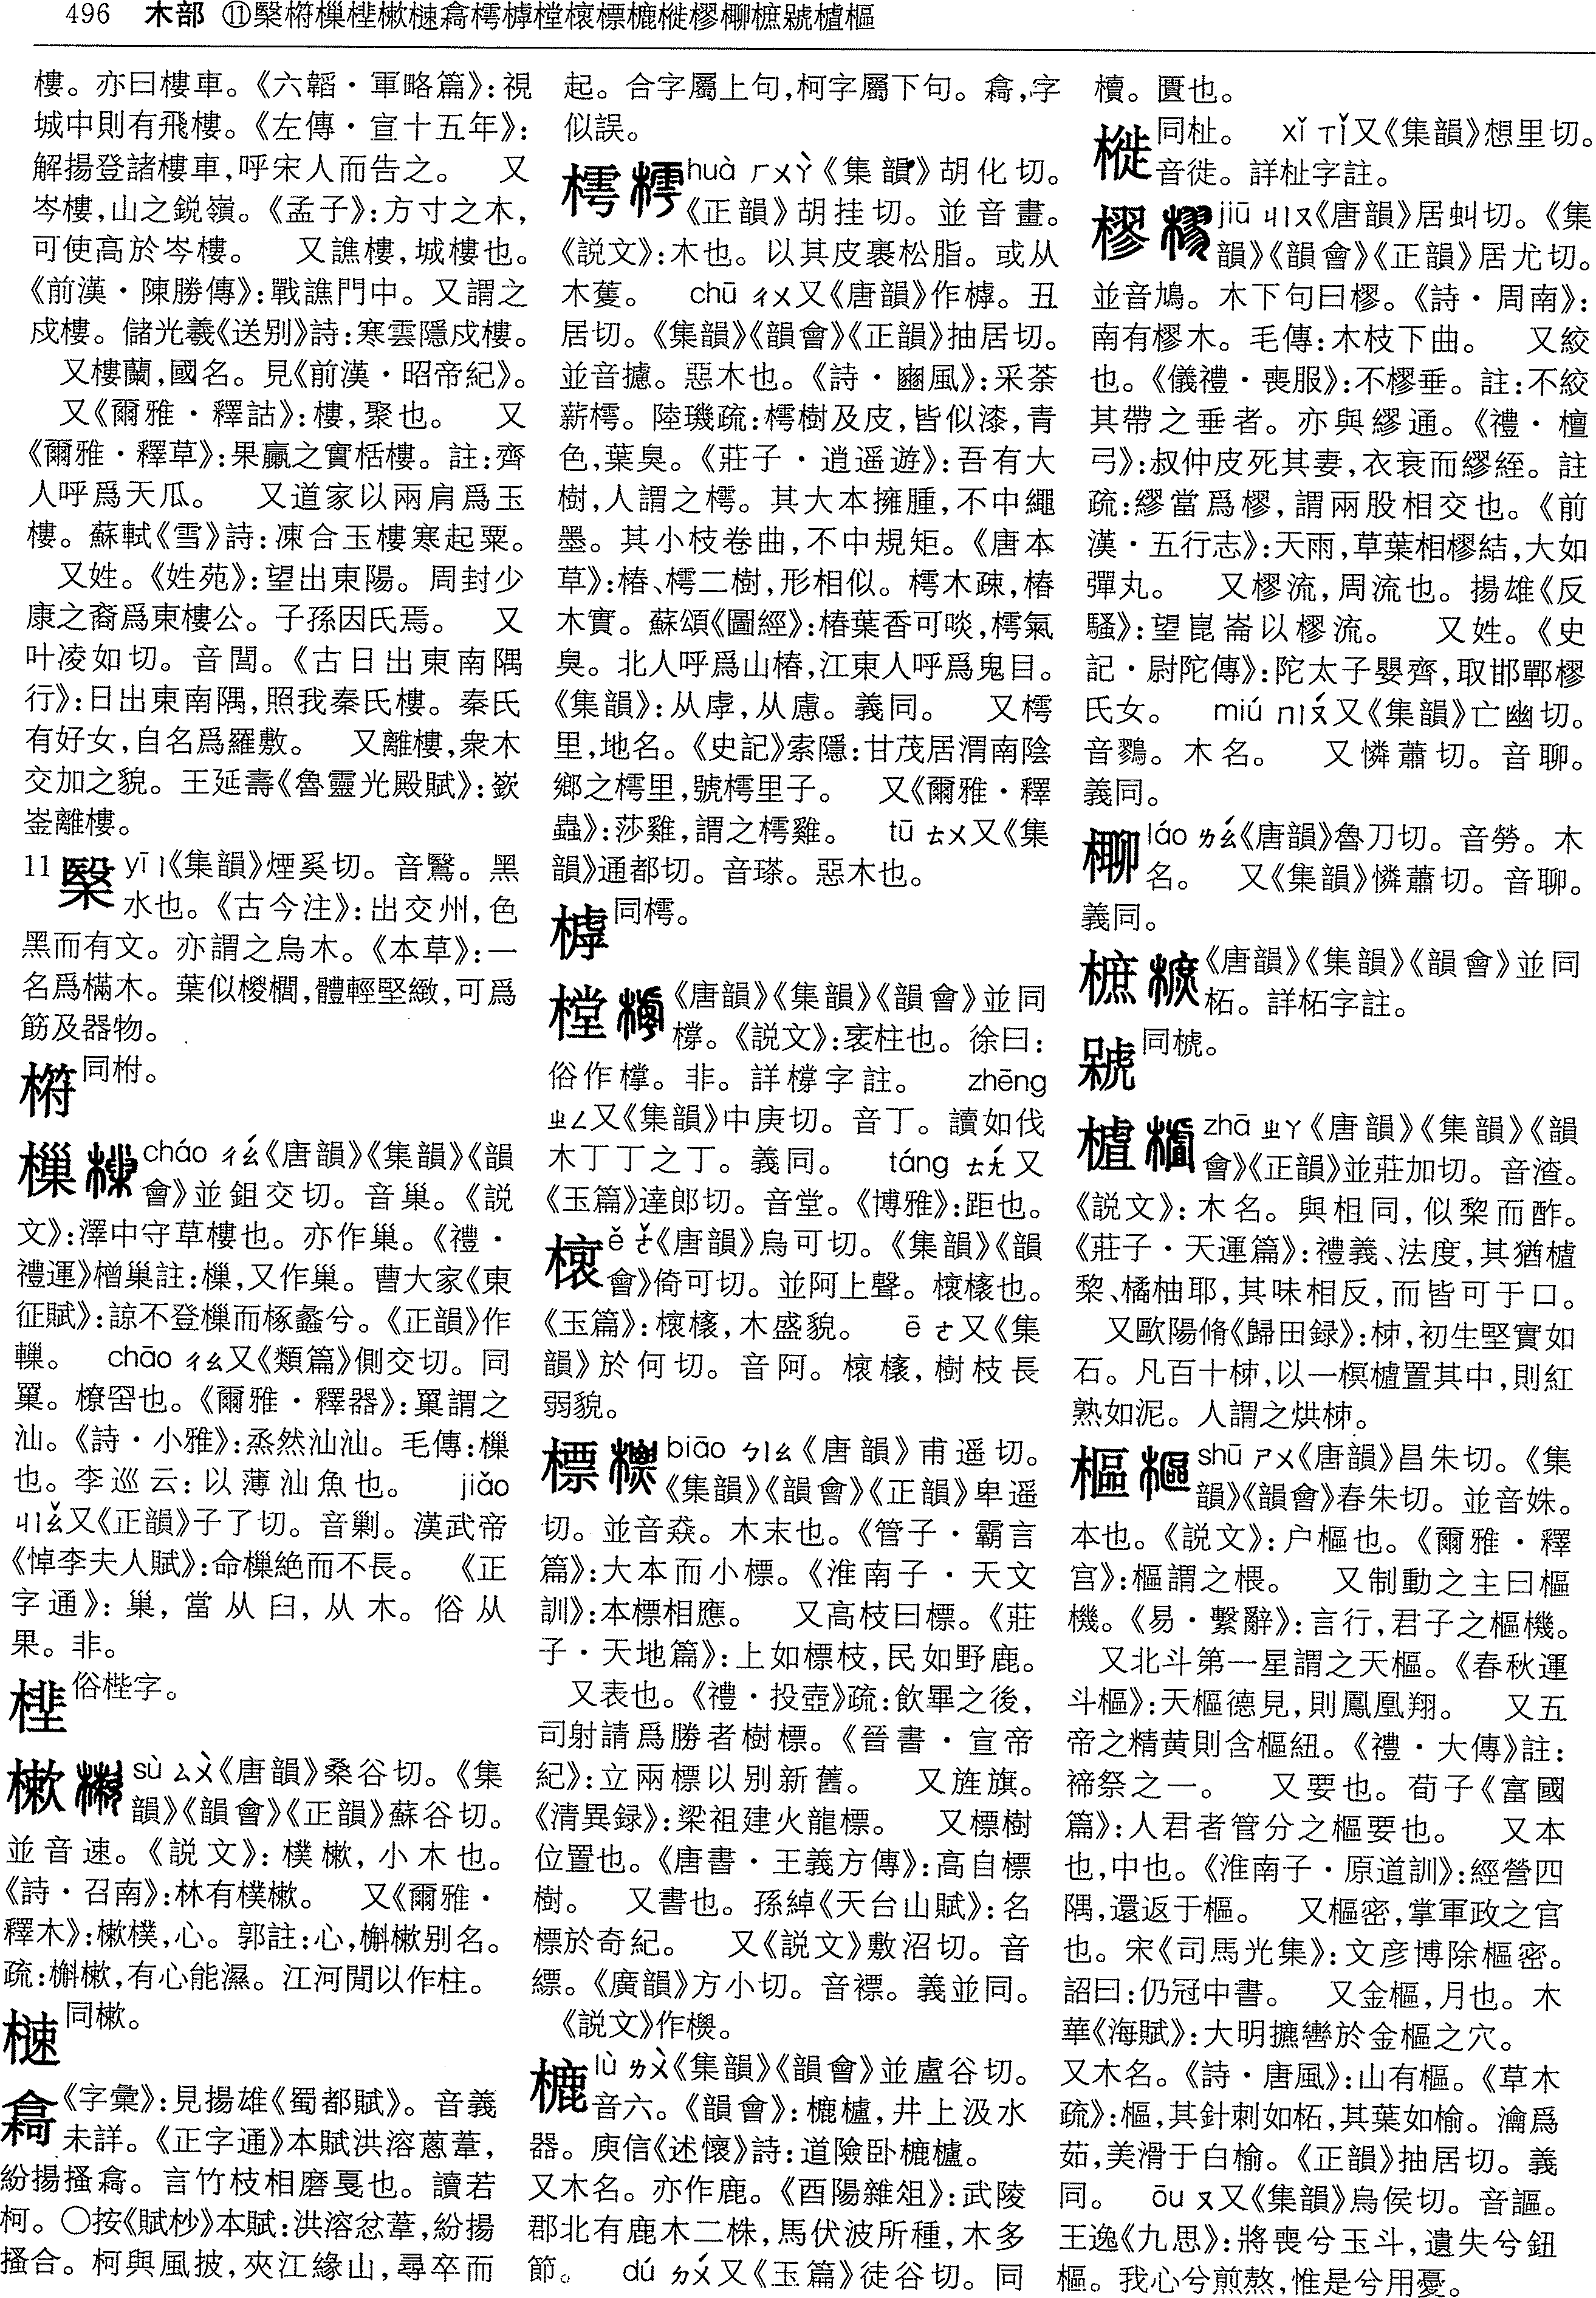 496 木部 ⑪檕椨樔榿樕𣙙樖樗槹樘櫰標樚樅樛𣙀樜號樝樞
樓。亦曰樓車。《六韜·軍略篇》:視
城中則有飛樓。《左傳·宣十五年》:
解揚登諸樓車,呼宋人而告之。 又
岑樓,山之鋭嶺。《孟子》:方寸之木,
可使高於岑樓。 又譙樓,城樓也。
《前漢·陳勝傳》:戰譙門中。又謂之
戍樓。儲光羲《送别》詩:寒雲隱戍樓。
又樓蘭,國名。見《前漢·昭帝紀》。
又《爾雅·釋詁》:樓,聚也。 又
《爾雅·釋草》:果臝之實栝樓。註:齊
人呼爲天瓜。 又道家以兩肩爲玉
樓。蘇軾《雪》詩:凍合玉樓寒起粟。
又姓。《姓苑》:望出東陽。周封少
康之裔爲東樓公。子孫因氏焉。 又
叶凌如切。音閭。《古日出東南隅
行》:日出東南隅,照我秦氏樓。秦氏
有好女,自名爲羅敷。 又離樓,衆木
交加之貌。王延壽《魯靈光殿賦》:嶔
崟離樓。
11 yī ㄧ《集韻》煙奚切。音鷖。黑
水也。《古今注》:出交州,色
黑而有文。亦謂之烏木。《本草》:一
名爲樠木。葉似椶櫚,體輕堅緻,可爲
筯及器物。
同柎。
樔 cháo ㄔㄠˊ《唐韻》《集韻》《韻
會》並鉏交切。音巢。《説
文》:澤中守草樓也。亦作巢。《禮·
禮運》橧巢註:樔,又作巢。曹大家《東
征賦》:諒不登樔而椓蠡兮。《正韻》作
轈。 chāo ㄔㄠ又《類篇》側交切。同
罺。橑罟也。《爾雅·釋器》:罺謂之
汕。《詩·小雅》:烝然汕汕。毛傳:樔
也。李巡云:以薄汕魚也。 jiǎo
ㄐㄧㄠˇ又《正韻》子了切。音剿。漢武帝
《悼李夫人賦》:命樔絶而不長。 《正
字通》:巢,當从臼,从木。俗从
果。非。
俗梐字。
樕 sù ㄙㄨˋ《唐韻》桑谷切。《集
韻》《韻會》《正韻》蘇谷切。
並音速。《説文》:樸樕,小木也。
《詩·召南》:林有樸樕。 又《爾雅·
釋木》:樕樸,心。郭註:心,槲樕别名。
疏:槲樕,有心能濕。江河閒以作柱。
同樕。
樖 《字彙》:見揚雄《蜀都賦》。音義
未詳。《正字通》本賦洪溶蒽葦,
紛揚搔樖。言竹枝相磨戛也。讀若
柯。○按《賦杪》本賦:洪溶忿葦,紛揚
搔合。柯與風披,夾江緣山,尋卒而
起。合字屬上句,柯字屬下句。樖,字
似誤。
樗 huà ㄏㄨㄚˋ《集韻》胡化切。
《正韻》胡挂切。並音畫。
《説文》:木也。以其皮裹松脂。或从
木蒦。 chū ㄔㄨ又《唐韻》作樗。丑
居切。《集韻》《韻會》《正韻》抽居切。
並音攄。惡木也。《詩·豳風》:采荼
薪樗。陸璣疏:樗樹及皮,皆似漆,青
色,葉臭。《莊子·逍遥遊》:吾有大
樹,人謂之樗。其大本擁腫,不中繩
墨。其小枝卷曲,不中規矩。《唐本
草》:椿、樗二樹,形相似。樗木疎,椿
木實。蘇頌《圖經》:椿葉香可啖,樗氣
臭。北人呼爲山椿,江東人呼爲鬼目。
《集韻》:从虖,从慮。義同。 又樗
里,地名。《史記》索隱:甘茂居渭南陰
鄉之樗里,號樗里子。 又《爾雅·釋
蟲》:莎雞,謂之樗雞。 tū ㄊㄨ又《集
韻》通都切。音瑹。惡木也。
同樗。
樘 《唐韻》《集韻》《韻會》並同
橕。《説文》:衺柱也。徐曰:
俗作撑。非。詳橕字註。 zhēng
ㄓㄥ又《集韻》中庚切。音丁。讀如伐
木丁丁之丁。義同。 táng ㄊㄤˊ又
《玉篇》達郎切。音堂。《博雅》:距也。
ě ㄜˇ《唐韻》烏可切。《集韻》《韻
會》倚可切。並阿上聲。榱橠也。
《玉篇》:榱橠,木盛貌。 ē ㄜ又《集
韻》於何切。音阿。榱橠,樹枝長
弱貌。
標 biāo ㄅㄧㄠ《唐韻》甫遥切。
《集韻》《韻會》《正韻》卑遥
切。並音猋。木末也。《管子·霸言
篇》:大本而小標。《淮南子·天文
訓》:本標相應。 又高枝曰標。《莊
子·天地篇》:上如標枝,民如野鹿。
又表也。《禮·投壺》疏:飲畢之後,
司射請爲勝者樹標。《晉書·宣帝
紀》:立兩標以别新舊。 又旌旗。
《清異録》:梁祖建火龍標。 又標樹
位置也。《唐書·王義方傳》:高自標
樹。 又書也。孫綽《天台山賦》:名
標於奇紀。 又《説文》敷沼切。音
縹。《廣韻》方小切。音褾。義並同。
《説文》作㯹。
樚 lù ㄌㄨˋ《集韻》《韻會》並盧谷切。
音六。《韻會》:樚櫨,井上汲水
器。庾信《述懷》詩:道險卧樚櫨。
又木名。亦作鹿。《酉陽雜俎》:武陵
郡北有鹿木二株,馬伏波所種,木多
節。 dú ㄉㄨˊ又《玉篇》徒谷切。同
櫝。匱也。
同杫。 xǐ ㄒㄧˇ又《集韻》想里切。
音徙。詳杫字註。
樛 jiū ㄐㄧㄡ《唐韻》居虯切。《集
韻》《韻會》《正韻》居尤切。
並音鳩。木下句曰樛。《詩·周南》:
南有樛木。毛傳:木枝下曲。 又絞
也。《儀禮·喪服》:不樛垂。註:不絞
其帶之垂者。亦與繆通。《禮·檀
弓》:叔仲皮死其妻,衣衰而繆絰。註
疏:繆當爲樛,謂兩股相交也。《前
漢·五行志》:天雨,草葉相樛結,大如
彈丸。 又樛流,周流也。揚雄《反
騷》:望崑崙以樛流。 又姓。《史
記·尉陀傳》:陀太子嬰齊,取邯鄲樛
氏女。 miú ㄇㄧㄡˊ又《集韻》亡幽切。
音鷚。木名。 又憐蕭切。音聊。
義同。
láo ㄌㄠˊ《唐韻》魯刀切。音勞。木
名。 又《集韻》憐蕭切。音聊。
義同。
樜 《唐韻》《集韻》《韻會》並同
柘。詳柘字註。
同樾。
樝 zhā ㄓㄚ《唐韻》《集韻》《韻
會》《正韻》並莊加切。音渣。
《説文》:木名。與柤同,似棃而酢。
《莊子·天運篇》:禮義、法度,其猶樝
棃、橘柚耶,其味相反,而皆可于口。
又歐陽脩《歸田録》:柹,初生堅實如
石。凡百十柹,以一榠樝置其中,則紅
熟如泥。人謂之烘柹。
樞 shū ㄕㄨ《唐韻》昌朱切。《集
韻》《韻會》春朱切。並音姝。
本也。《説文》:户樞也。《爾雅·釋
宫》:樞謂之椳。 又制動之主曰樞
機。《易·繫辭》:言行,君子之樞機。
又北斗第一星謂之天樞。《春秋運
斗樞》:天樞德見,則鳳凰翔。 又五
帝之精黄則含樞紐。《禮·大傳》註:
禘祭之一。 又要也。荀子《富國
篇》:人君者管分之樞要也。 又本
也,中也。《淮南子·原道訓》:經營四
隅,還返于樞。 又樞密,掌軍政之官
也。宋《司馬光集》:文彦博除樞密。
詔曰:仍冠中書。 又金樞,月也。木
華《海賦》:大明摭轡於金樞之穴。
又木名。《詩·唐風》:山有樞。《草木
疏》:樞,其針刺如柘,其葉如榆。瀹爲
茹,美滑于白榆。《正韻》抽居切。義
同。 ōu ㄡ又《集韻》烏侯切。音謳。
王逸《九思》:將喪兮玉斗,遺失兮鈕
樞。我心兮煎熬,惟是兮用憂。